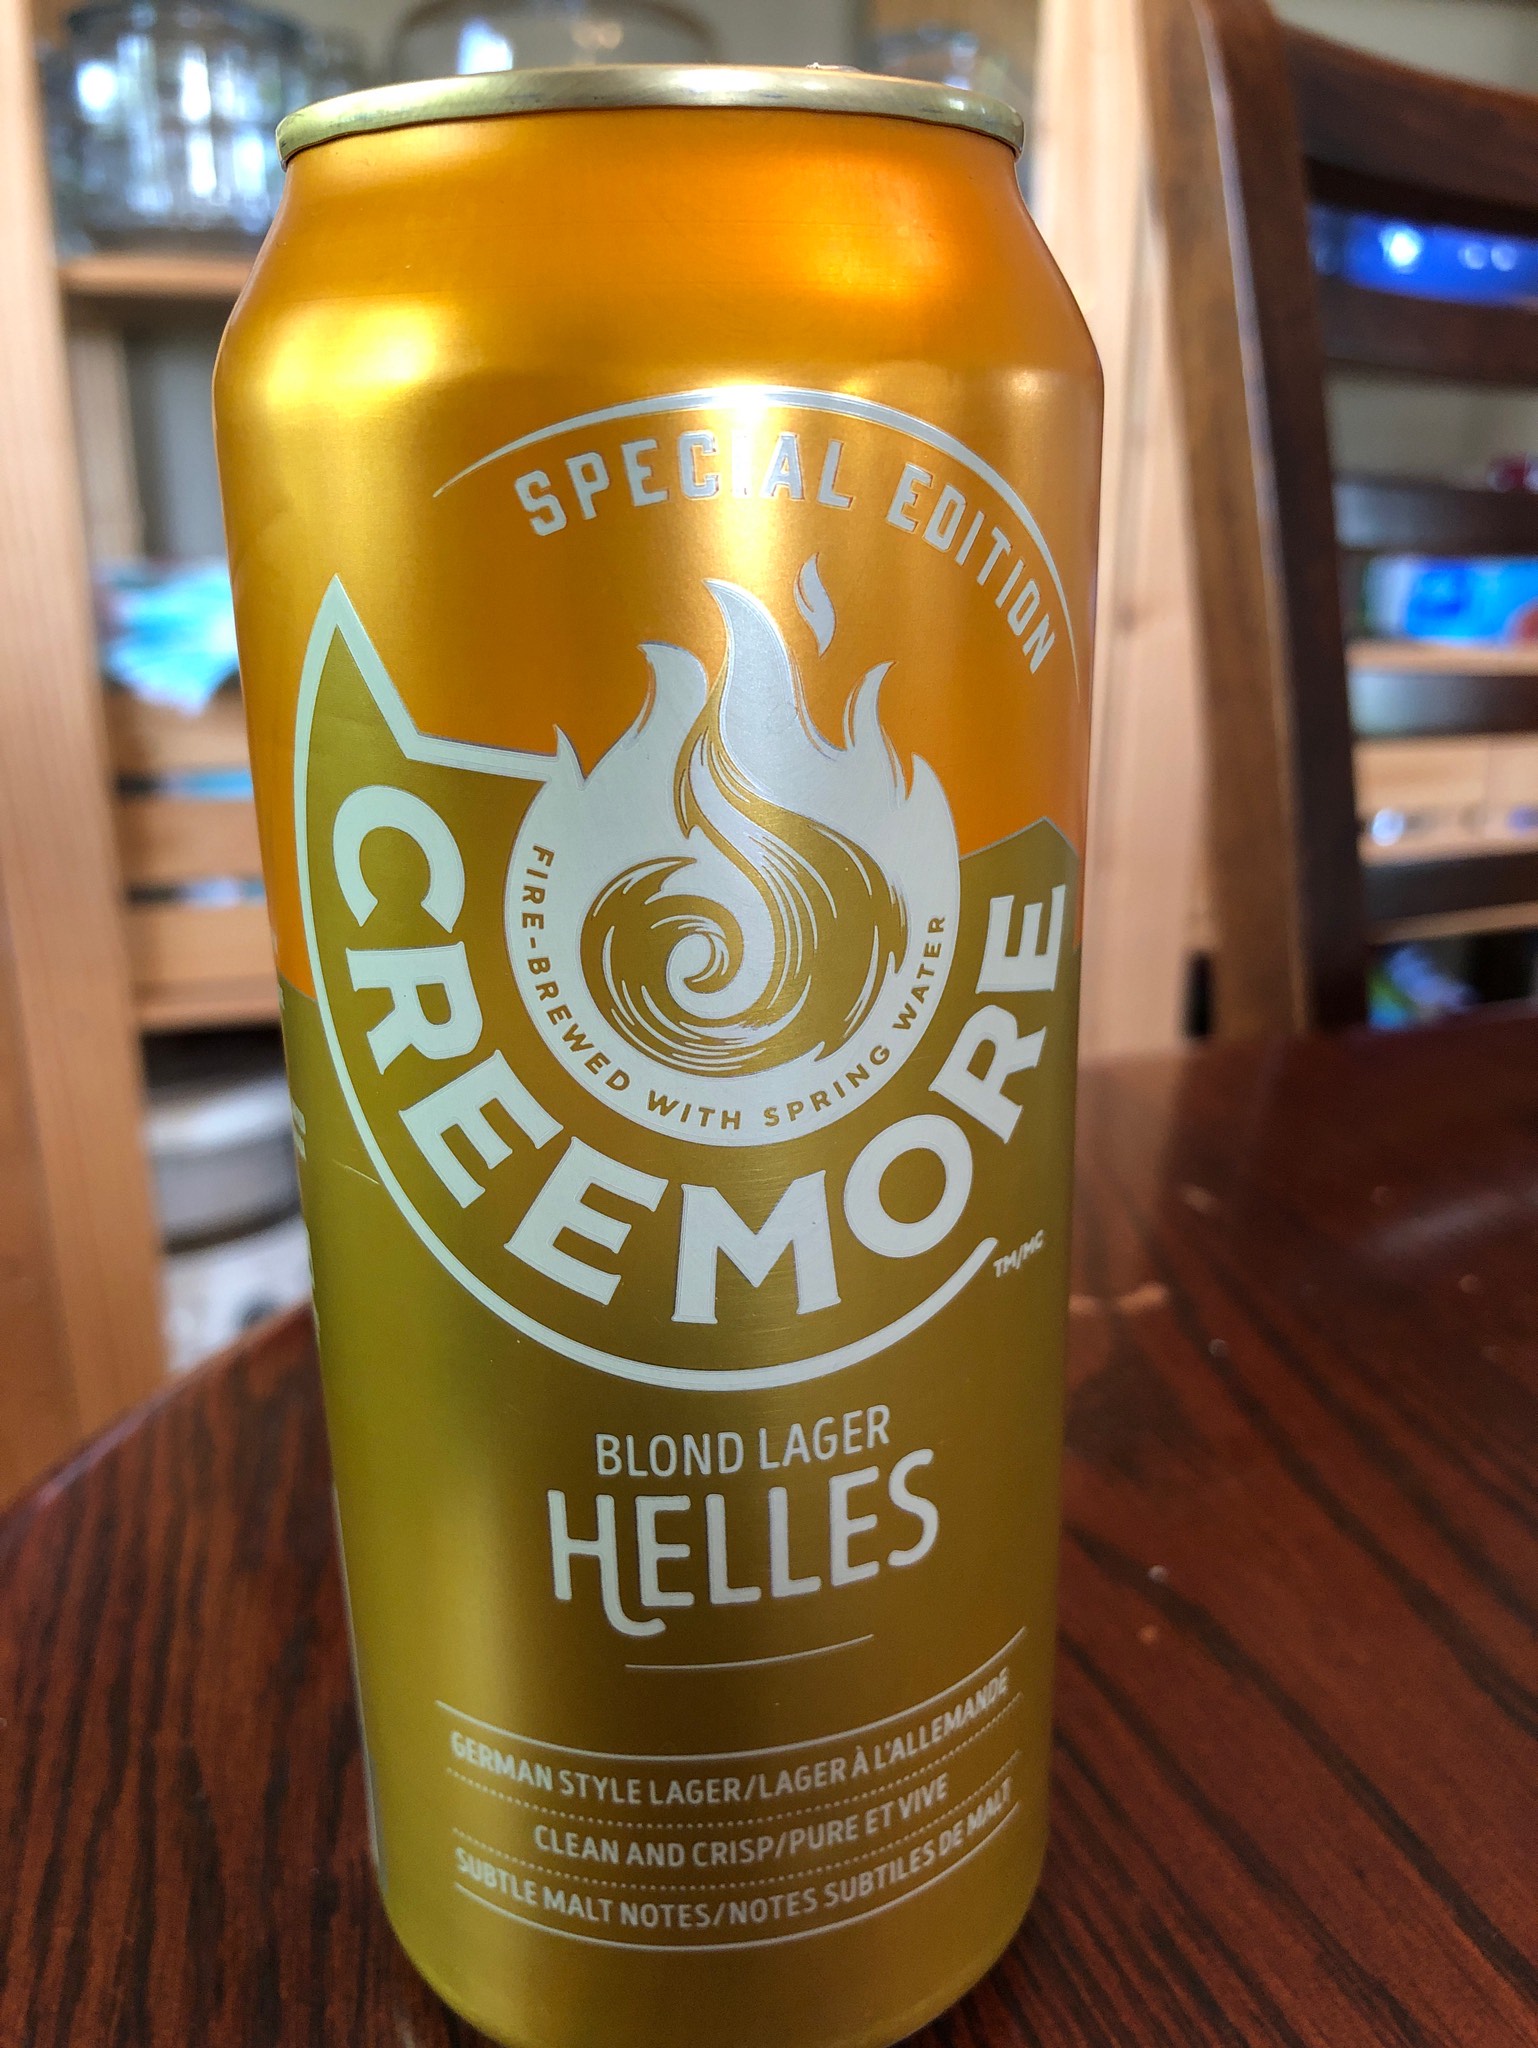 SPECIAL EDITION
FIRE-BREWED WITH SPRING WATER
CREEMORE
TM/MC
BLOND LAGER
HELLES
GERMAN STYLE LAGER/LAGER À L'ALLEMANDE
CLEAN AND CRISP/PURE ET VIVE
SUBTLE MALT NOTES/NOTES SUBTILES DE MALT